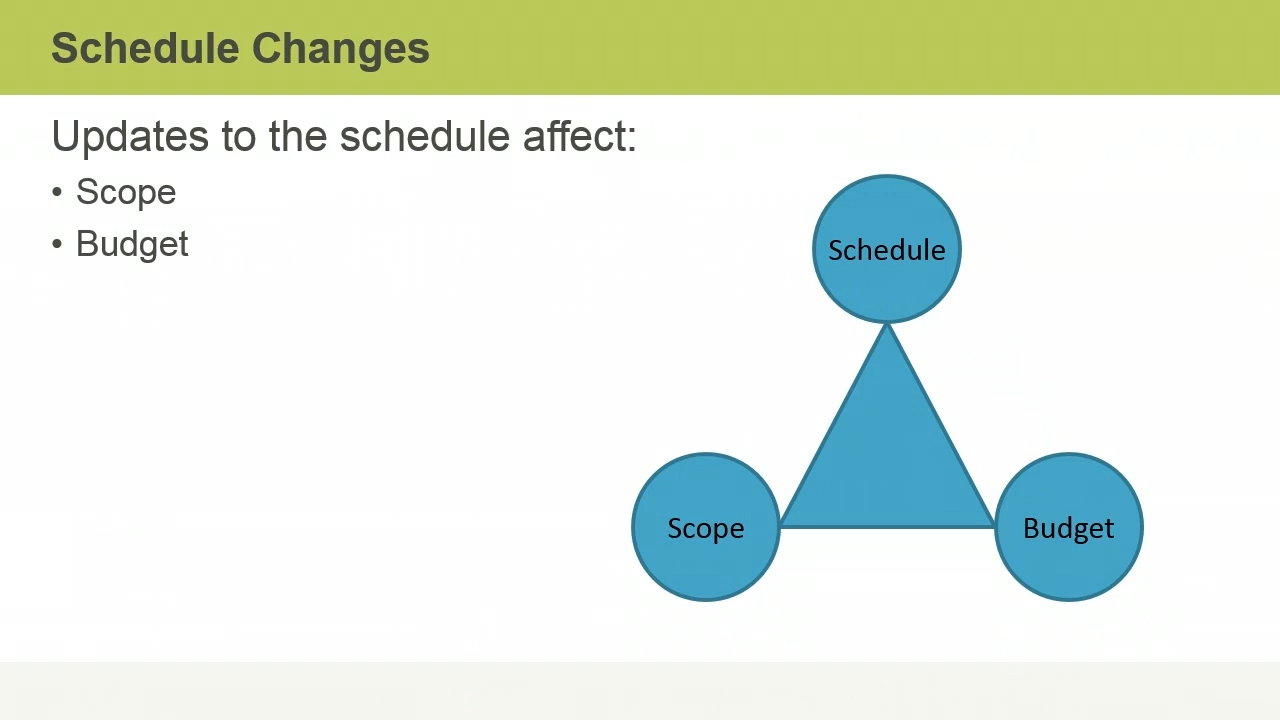 Schedule Changes
Updates to the schedule affect:
• Scope
• Budget
Schedule
Scope
Budget